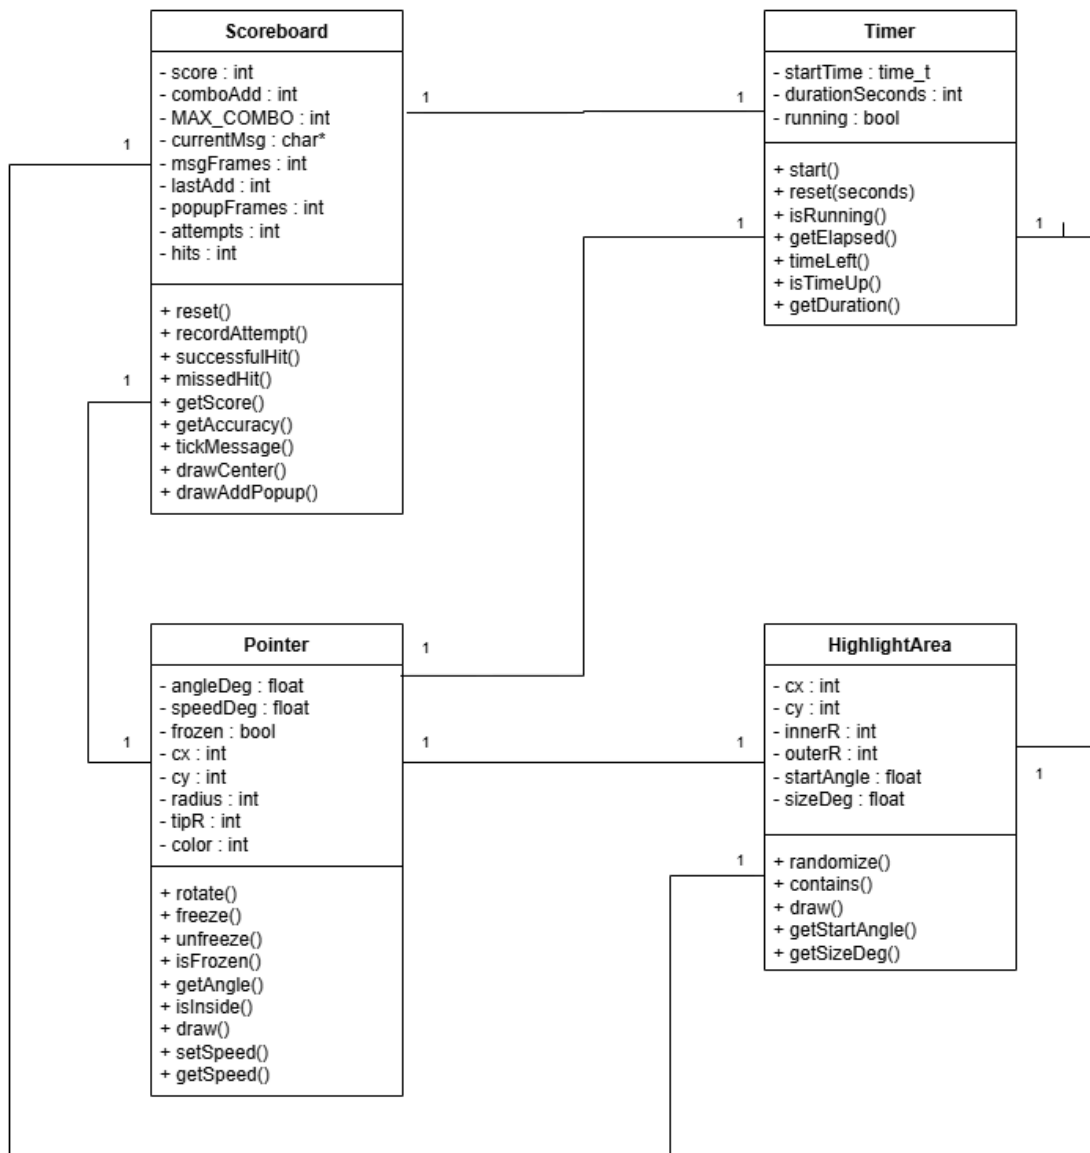 Scoreboard
- score : int
- comboAdd : int
- MAX_COMBO : int
- currentMsg : char*
- msgFrames : int
- lastAdd : int
- popupFrames : int
- attempts : int
- hits : int
+ reset()
+ recordAttempt()
+ successfulHit()
+ missedHit()
+ getScore()
+ getAccuracy()
+ tickMessage()
+ drawCenter()
+ drawAddPopup()
1
1
1
1
Timer
- startTime : time_t
- durationSeconds : int
- running : bool
+ start()
+ reset(seconds)
+ isRunning()
+ getElapsed()
+ timeLeft()
+ isTimeUp()
+ getDuration()
1
1
Pointer
- angleDeg : float
- speedDeg : float
- frozen : bool
- cx : int
- cy : int
- radius : int
- tipR : int
- color : int
+ rotate()
+ freeze()
+ unfreeze()
+ isFrozen()
+ getAngle()
+ isInside()
+ draw()
+ setSpeed()
+ getSpeed()
1
1
1
1
HighlightArea
- cx : int
- cy : int
- innerR : int
- outerR : int
- startAngle : float
- sizeDeg : float
+ randomize()
+ contains()
+ draw()
+ getStartAngle()
+ getSizeDeg()
1
1